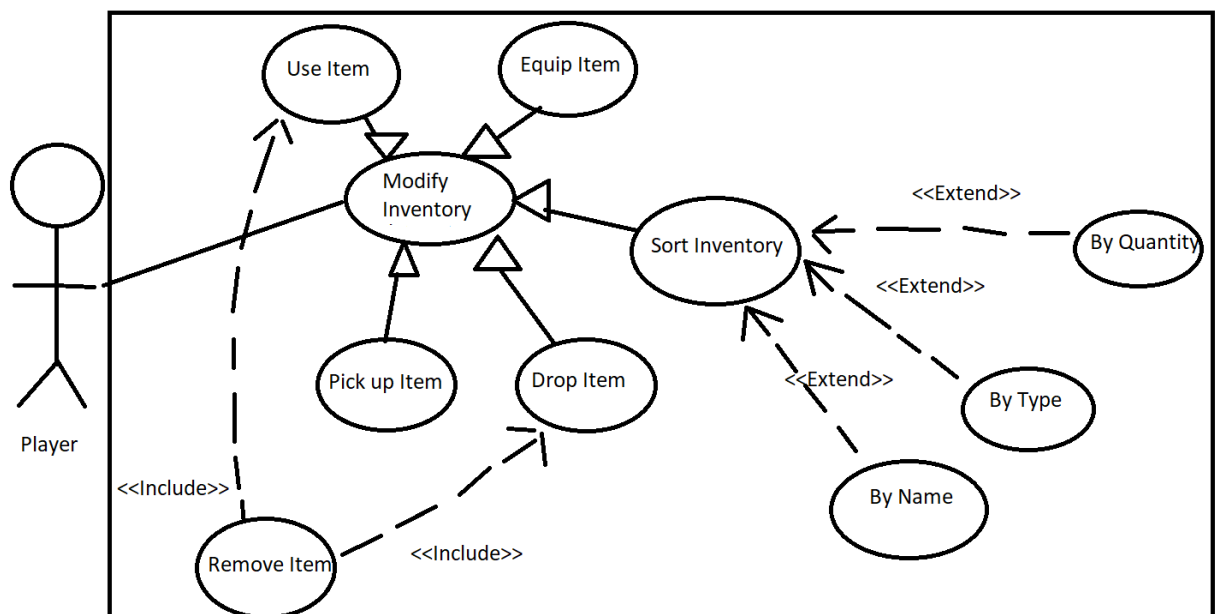 Use Item
Equip Item
Modify
Inventory
<<Extend>>
Sort Inventory
By Quantity
<<Extend>>
Pick up Item
Drop Item
<<Extend>>
By Type
Player
<<Include>>
By Name
<<Include>>
Remove Item